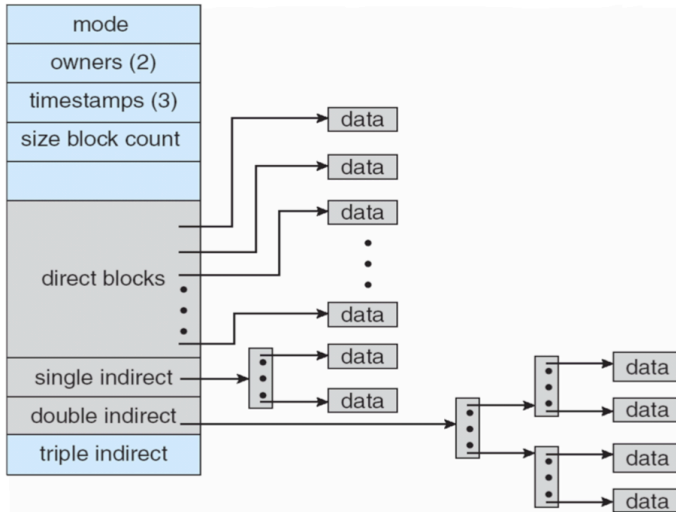 mode
owners (2)
timestamps (3)
size block count
data
data
data
direct blocks
data
data
single indirect
data
data
double indirect
data
triple indirect
data
data